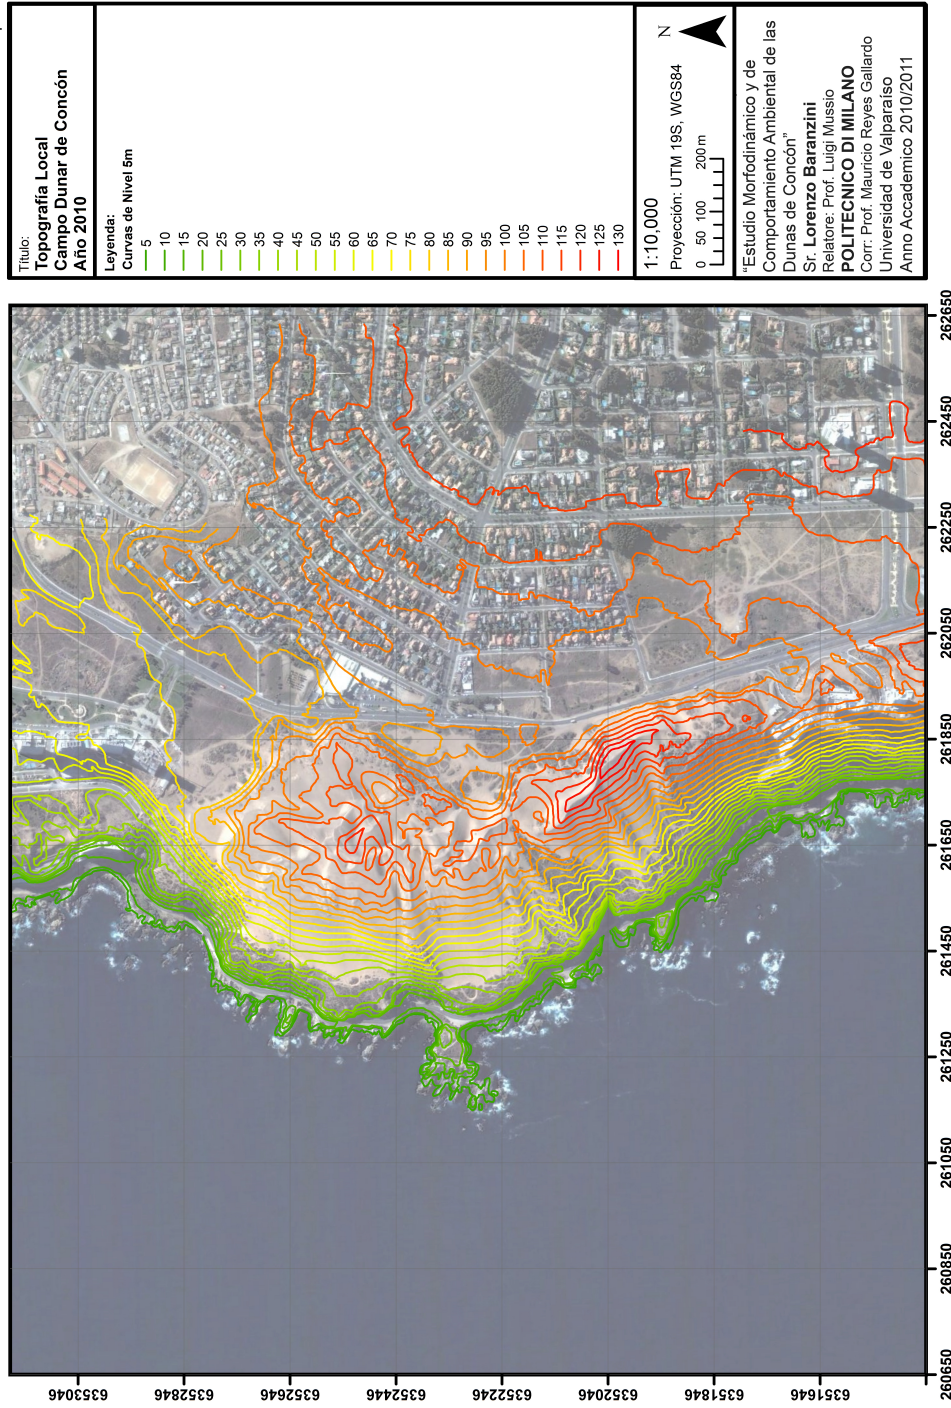 Título:
Topografía Local
Campo Dunar de Concón
Año 2010
Leyenda:
Curvas de Nivel 5m
5
10
15
20
25
30
35
40
45
50
55
60
65
70
75
80
85
90
95
100
105
110
115
120
125
130
1:10,000
N
Proyección: UTM 19S, WGS84
0 50 100 200m
“Estudio Morfodinámico y de
Comportamiento Ambiental de las
Dunas de Concón”
Sr. Lorenzo Baranzini
Relatore: Prof. Luigi Mussio
POLITECNICO DI MILANO
Corr: Prof. Mauricio Reyes Gallardo
Universidad de Valparaíso
Anno Accademico 2010/2011
260650 260850 261050 261250 261450 261650 261850 262050 262250 262450 262650
6353046
6352846
6352646
6352446
6352246
6352046
6351846
6351646